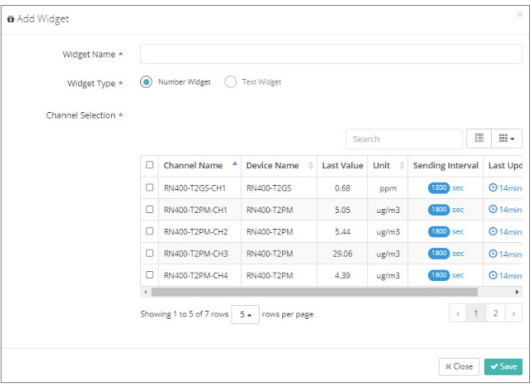 Add Widget
Widget Name *
Widget Type * Number Widget Text Widget
Channel Selection *
Search
Channel Name Device Name Last Value Unit Sending Interval Last Upd
RN400-T2GS-CH1 RN400-T2GS 0.68 ppm 1200 sec 14min
RN400-T2PM-CH1 RN400-T2PM 5.05 ug/m3 1800 sec 14min
RN400-T2PM-CH2 RN400-T2PM 5.44 ug/m3 1800 sec 14min
RN400-T2PM-CH3 RN400-T2PM 29.06 ug/m3 1800 sec 14min
RN400-T2PM-CH4 RN400-T2PM 4.39 ug/m3 1800 sec 14min
Showing 1 to 5 of 7 rows 5 rows per page ‹ 1 2 ›
Close Save